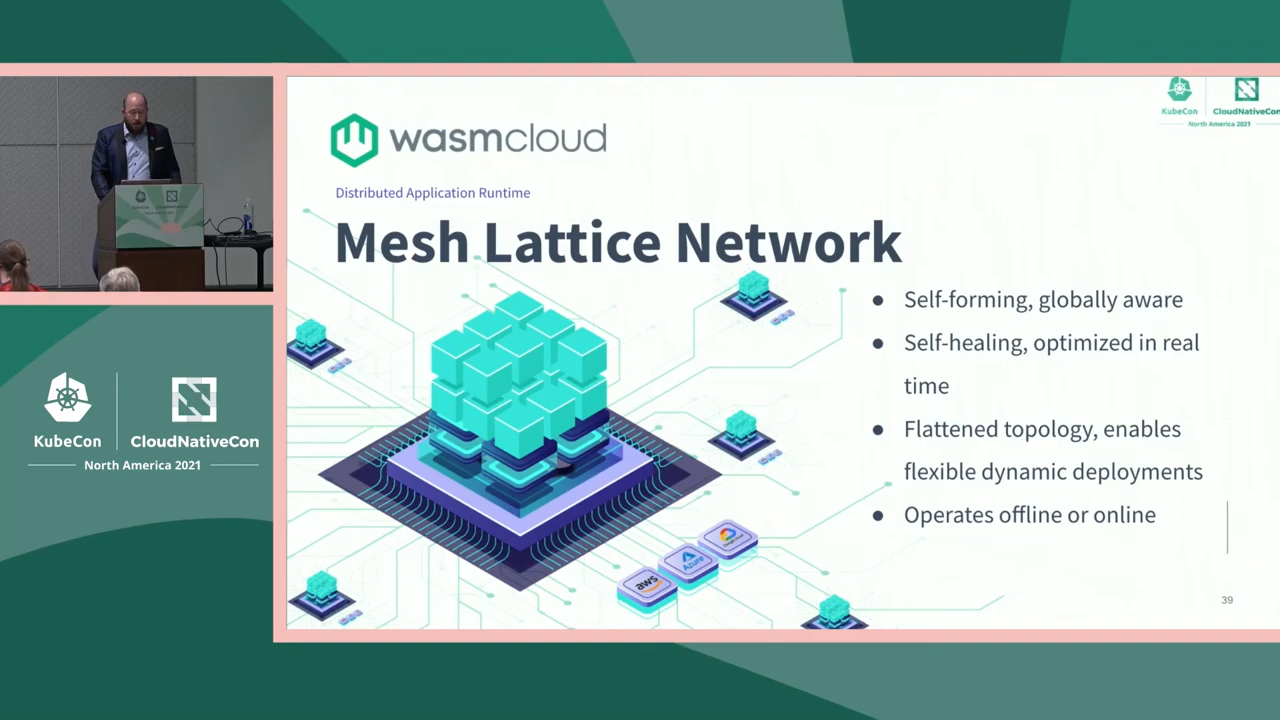 KubeCon
CloudNativeCon
North America 2021
wasmcloud
Distributed Application Runtime
Mesh Lattice Network
● Self-forming, globally aware
● Self-healing, optimized in real
time
● Flattened topology, enables
flexible dynamic deployments
● Operates offline or online
aws
Azure
39
KubeCon
CloudNativeCon
North America 2021